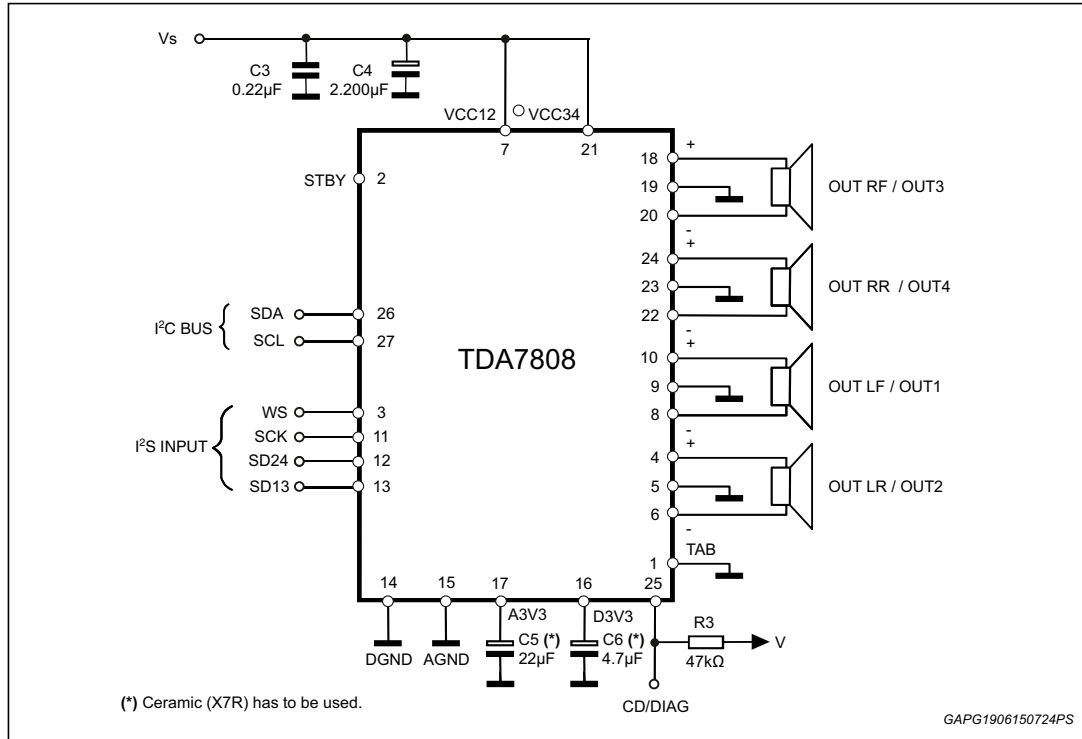 Vs
C3
0.22µF
C4
2.200µF
VCC12
VCC34
7
21
STBY
2
18
+
19
20
-
OUT RF / OUT3
+
24
23
22
-
OUT RR / OUT4
I²C BUS
SDA
26
SCL
27
TDA7808
+
10
9
8
-
OUT LF / OUT1
I²S INPUT
WS
3
SCK
11
SD24
12
SD13
13
+
4
5
6
-
OUT LR / OUT2
1
TAB
14
15
17
16
25
A3V3
D3V3
DGND
AGND
C5 (*)
22µF
C6 (*)
4.7µF
R3
47kΩ
V
CD/DIAG
(*) Ceramic (X7R) has to be used.
GAPG1906150724PS